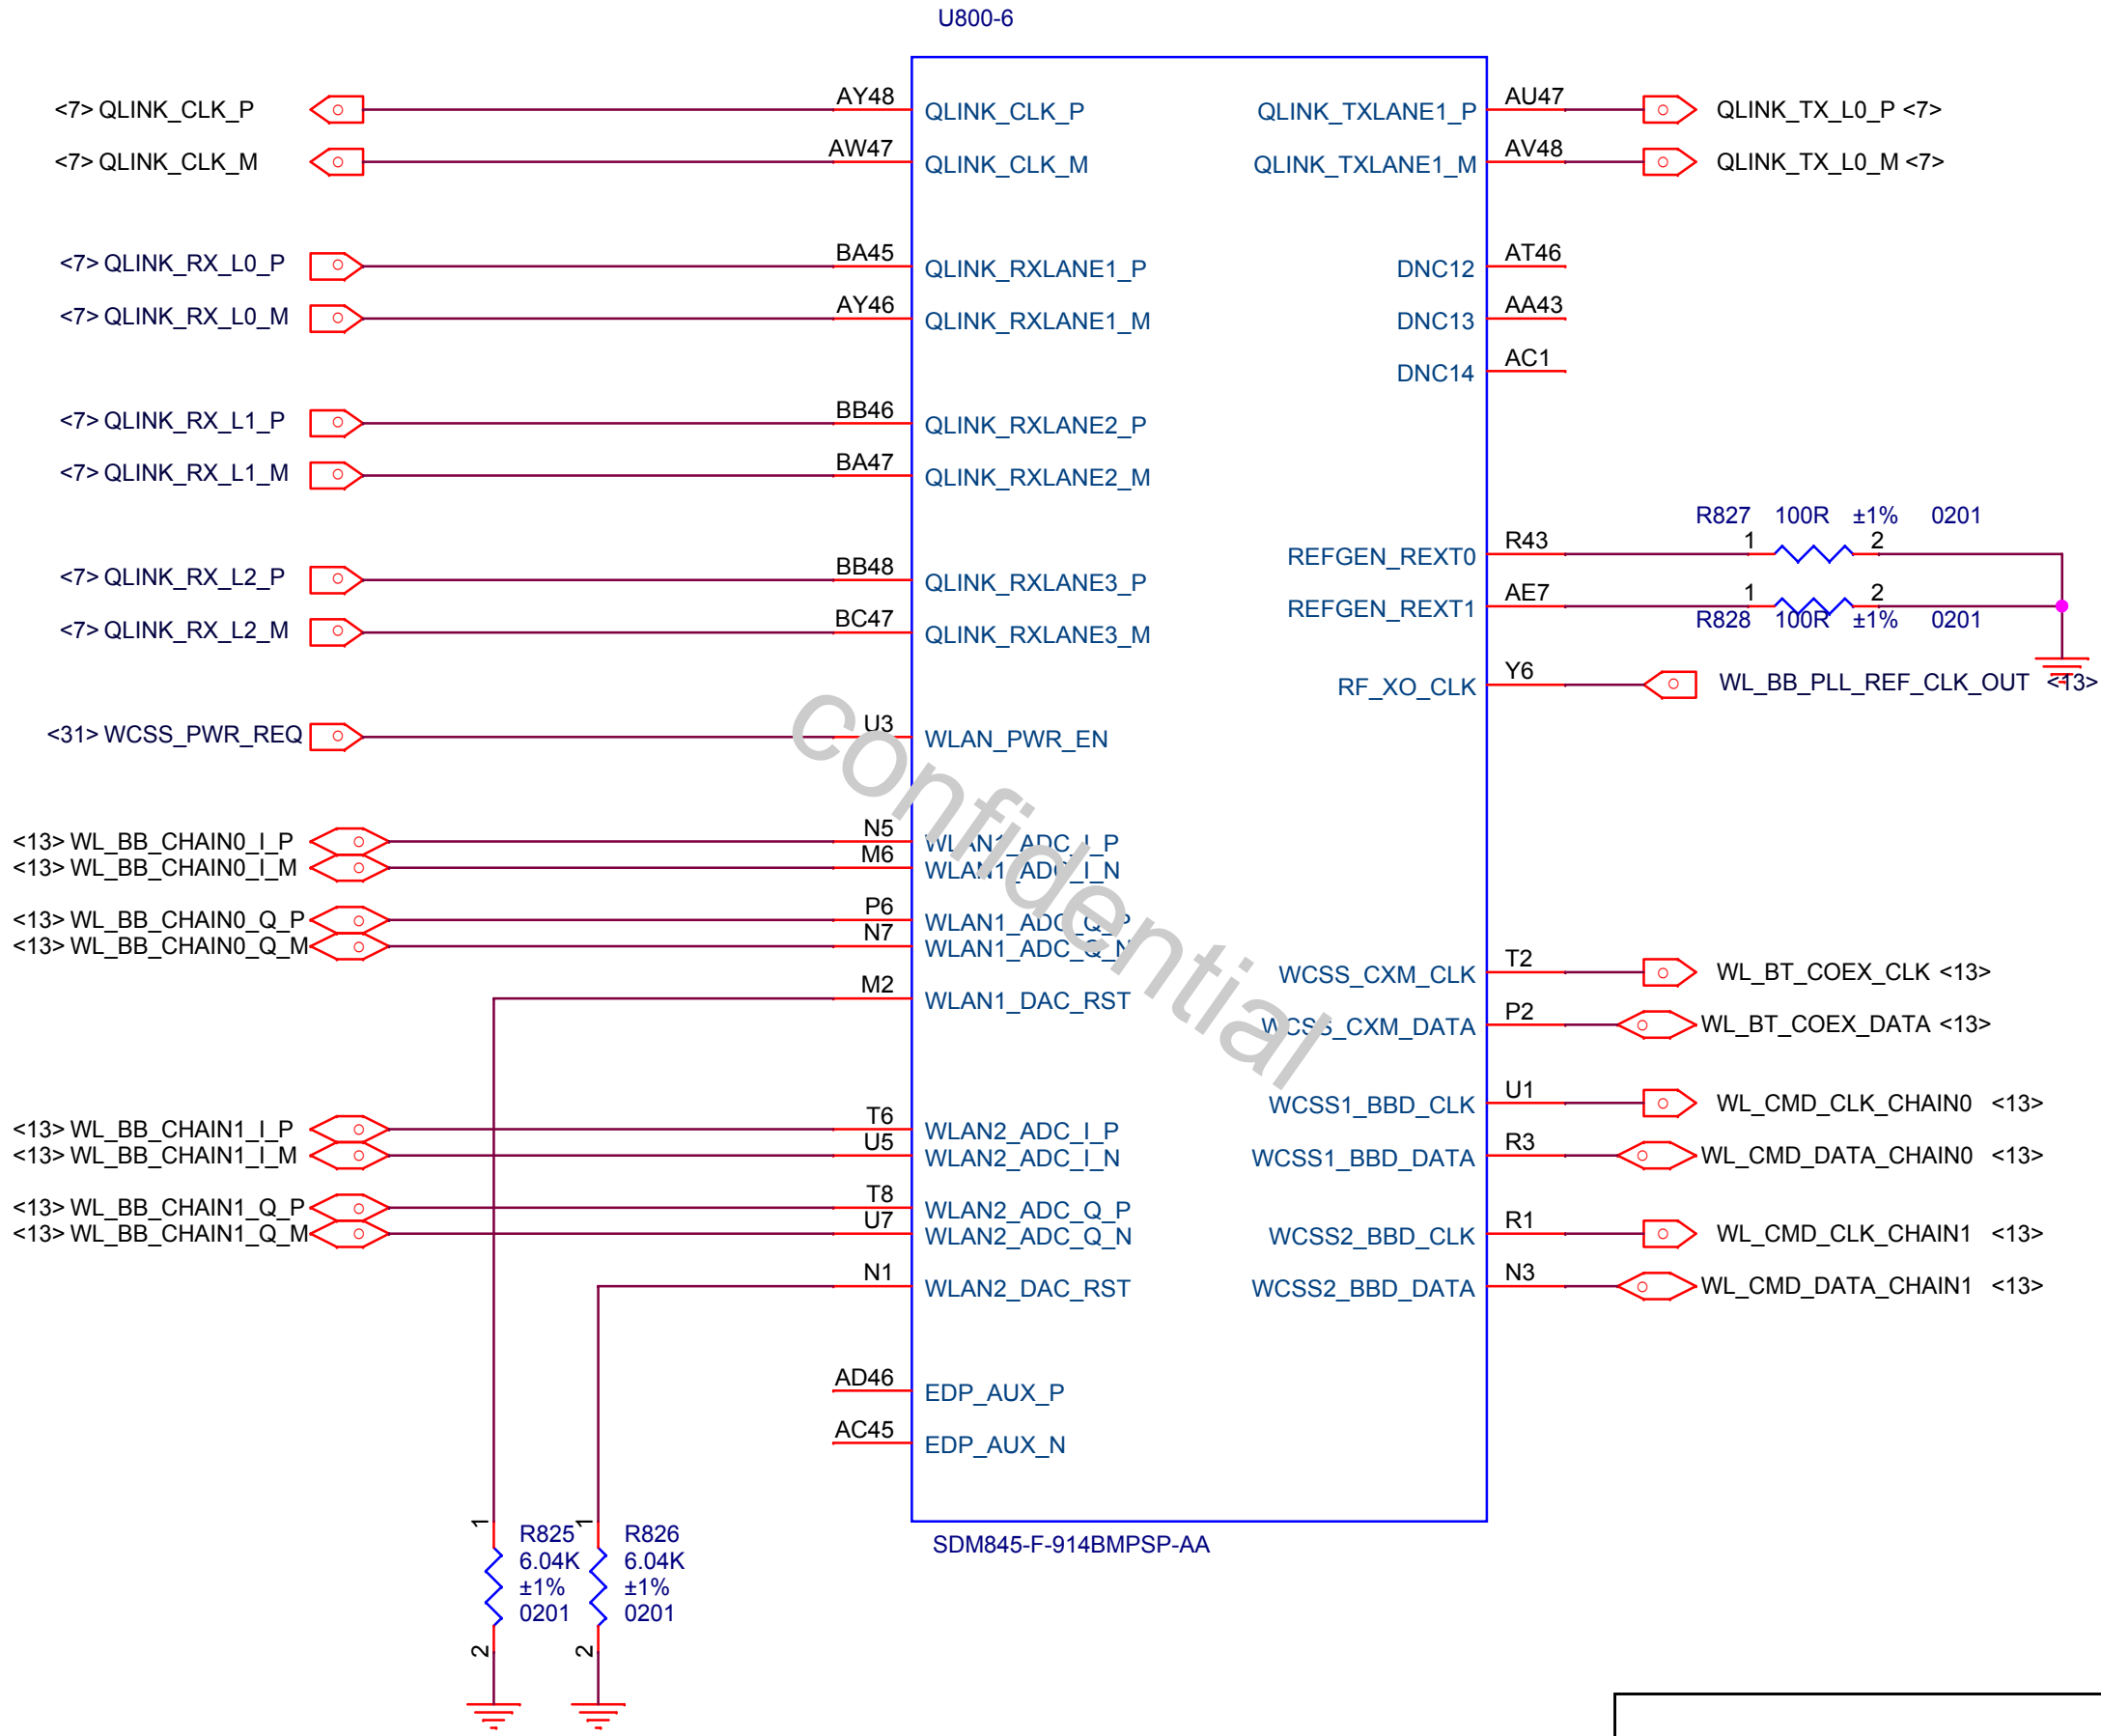 U800-6
<7> QLINK_CLK_P AY48 QLINK_CLK_P QLINK_TXLANE1_P AU47 QLINK_TX_L0_P <7>
<7> QLINK_CLK_M AW47 QLINK_CLK_M QLINK_TXLANE1_M AV48 QLINK_TX_L0_M <7>
<7> QLINK_RX_L0_P BA45 QLINK_RXLANE1_P DNC12 AT46
<7> QLINK_RX_L0_M AY46 QLINK_RXLANE1_M DNC13 AA43
DNC14 AC1
<7> QLINK_RX_L1_P BB46 QLINK_RXLANE2_P
<7> QLINK_RX_L1_M BA47 QLINK_RXLANE2_M
R827 100R ±1% 0201
REFGEN_REXT0 R43 1 2
<7> QLINK_RX_L2_P BB48 QLINK_RXLANE3_P
REFGEN_REXT1 AE7 1 2
R828 100R ±1% 0201
<7> QLINK_RX_L2_M BC47 QLINK_RXLANE3_M
RF_XO_CLK Y6 WL_BB_PLL_REF_CLK_OUT <13>
<31> WCSS_PWR_REQ U3 WLAN_PWR_EN
confidential
<13> WL_BB_CHAIN0_I_P N5 WLAN1_ADC_I_P
<13> WL_BB_CHAIN0_I_M M6 WLAN1_ADC_I_N
<13> WL_BB_CHAIN0_Q_P P6 WLAN1_ADC_Q_P
<13> WL_BB_CHAIN0_Q_M N7 WLAN1_ADC_Q_N
WCSS_CXM_CLK T2 WL_BT_COEX_CLK <13>
M2 WLAN1_DAC_RST
WCSS_CXM_DATA P2 WL_BT_COEX_DATA <13>
WCSS1_BBD_CLK U1 WL_CMD_CLK_CHAIN0 <13>
<13> WL_BB_CHAIN1_I_P T6 WLAN2_ADC_I_P
<13> WL_BB_CHAIN1_I_M U5 WLAN2_ADC_I_N WCSS1_BBD_DATA R3 WL_CMD_DATA_CHAIN0 <13>
<13> WL_BB_CHAIN1_Q_P T8 WLAN2_ADC_Q_P
<13> WL_BB_CHAIN1_Q_M U7 WLAN2_ADC_Q_N WCSS2_BBD_CLK R1 WL_CMD_CLK_CHAIN1 <13>
N1 WLAN2_DAC_RST WCSS2_BBD_DATA N3 WL_CMD_DATA_CHAIN1 <13>
AD46 EDP_AUX_P
AC45 EDP_AUX_N
1 R825 1 R826
6.04K 6.04K
±1% ±1%
0201 0201
2 2
SDM845-F-914BMPSP-AA